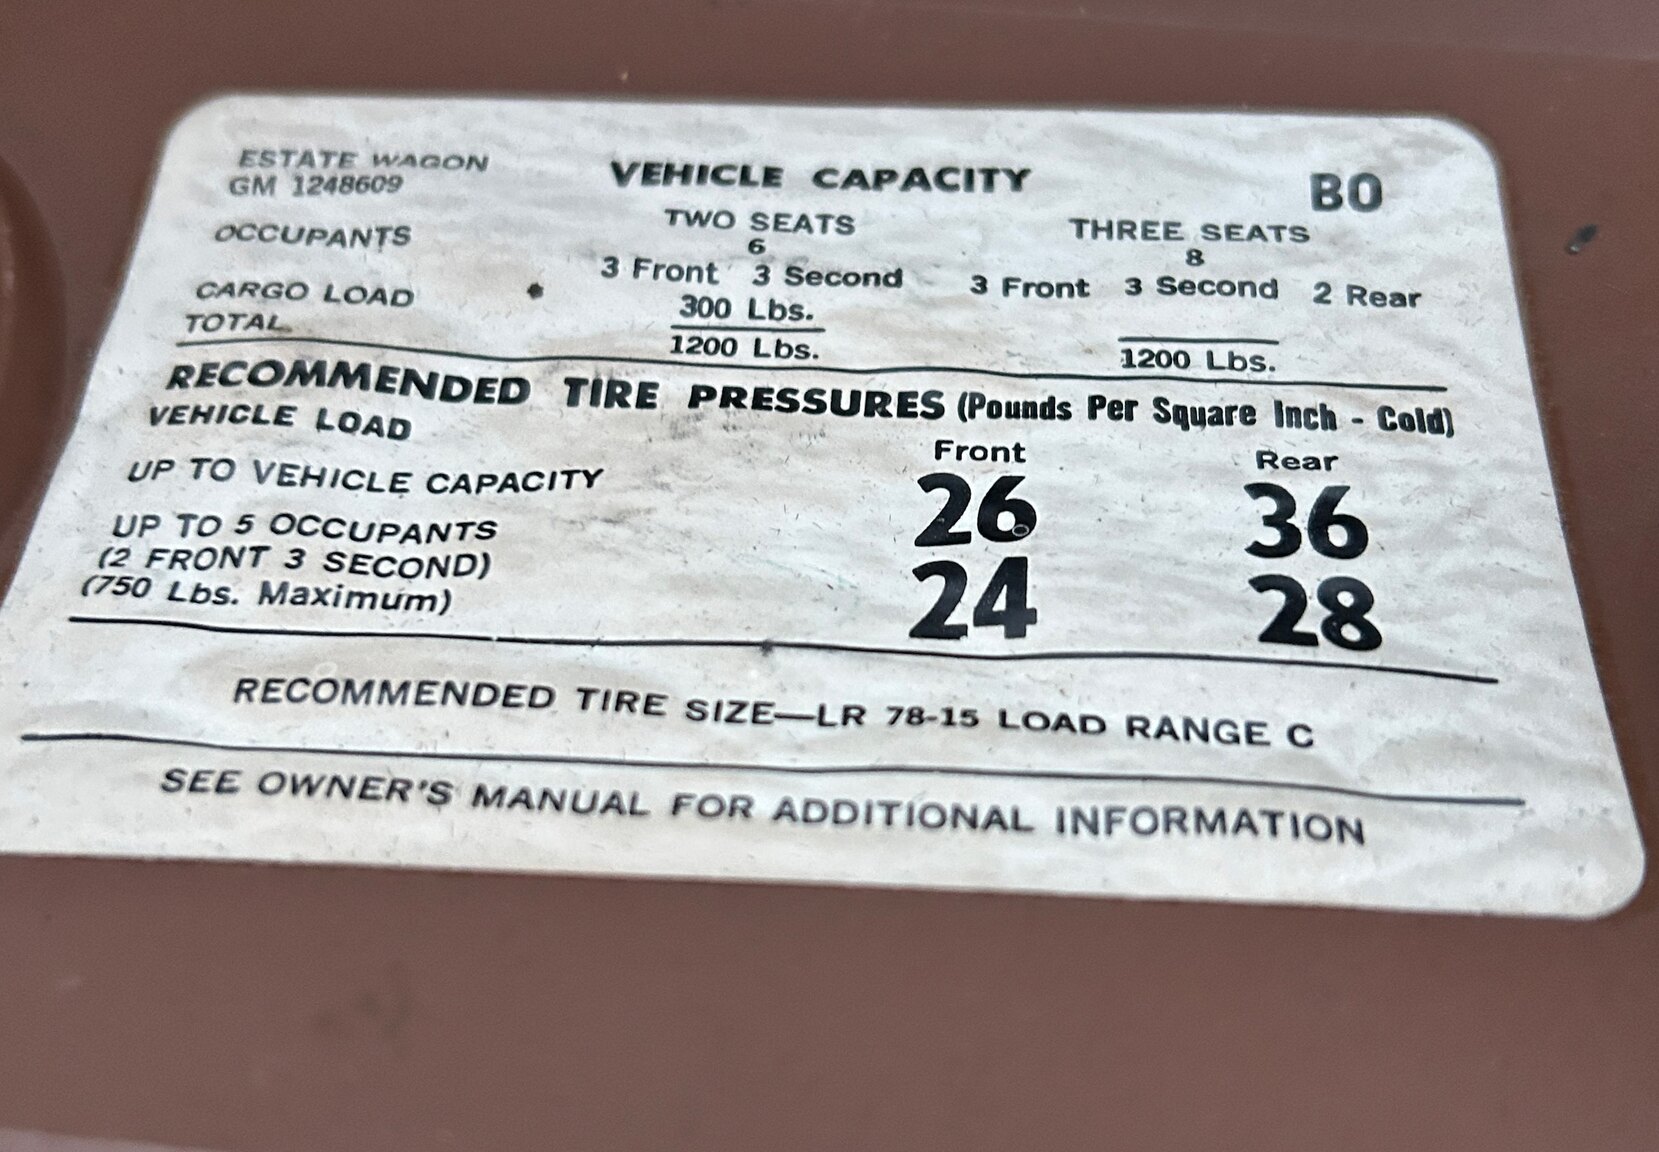 ESTATE WAGON
GM 1248609
VEHICLE CAPACITY
BO
OCCUPANTS
TWO SEATS
6
3 Front 3 Second
THREE SEATS
8
3 Front 3 Second 2 Rear
CARGO LOAD 300 Lbs.
TOTAL 1200 Lbs. 1200 Lbs.
RECOMMENDED TIRE PRESSURES (Pounds Per Square Inch - Cold)
VEHICLE LOAD Front Rear
UP TO VEHICLE CAPACITY 26 36
UP TO 5 OCCUPANTS
(2 FRONT 3 SECOND) 24 28
(750 Lbs. Maximum)
RECOMMENDED TIRE SIZE—LR 78-15 LOAD RANGE C
SEE OWNER'S MANUAL FOR ADDITIONAL INFORMATION